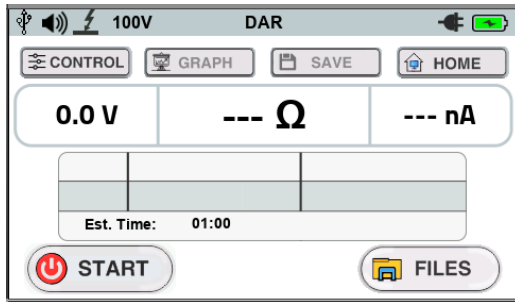 100V DAR
CONTROL GRAPH SAVE HOME
0.0 V --- Ω --- nA
Est. Time: 01:00
START FILES